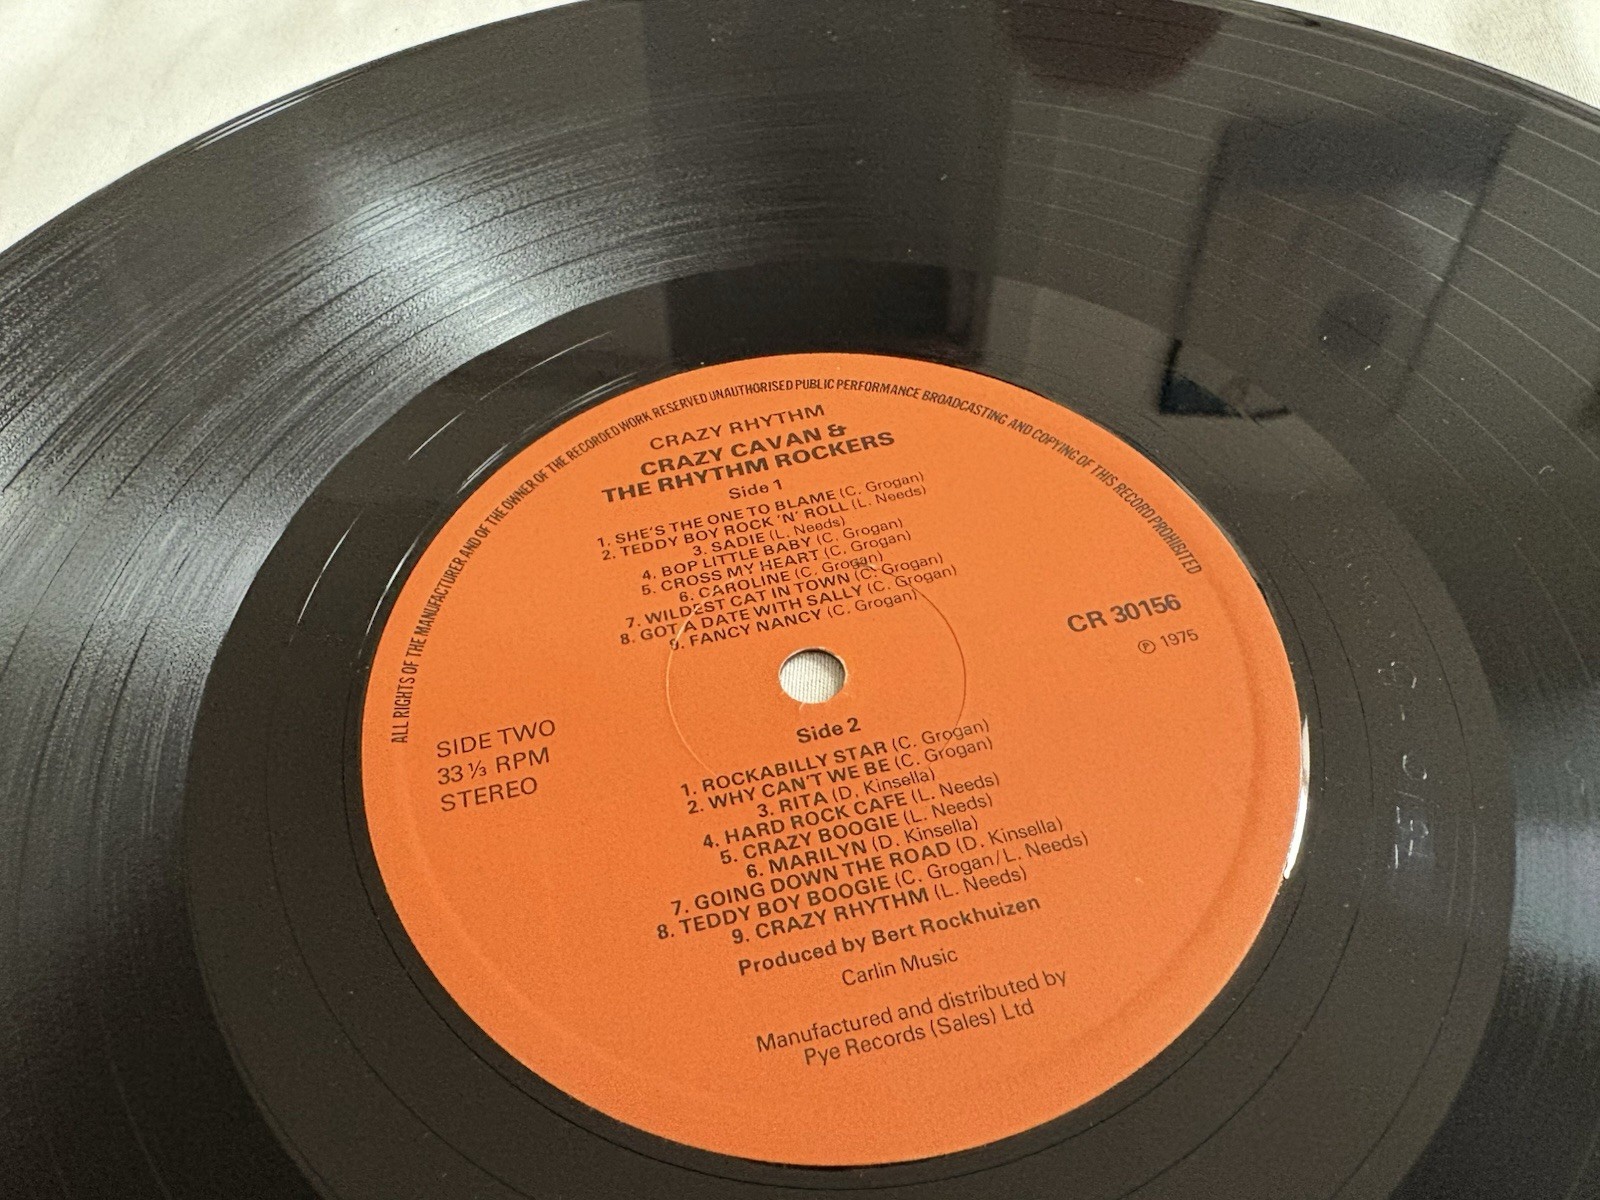 ALL RIGHTS OF THE MANUFACTURER AND OF THE OWNER OF THE RECORDED WORK RESERVED UNAUTHORISED PUBLIC PERFORMANCE BROADCASTING AND COPYING OF THIS RECORD PROHIBITED
CRAZY RHYTHM
CRAZY CAVAN &
THE RHYTHM ROCKERS
Side 1
1. SHE'S THE ONE TO BLAME (C. Grogan)
2. TEDDY BOY ROCK 'N' ROLL (L. Needs)
3. SADIE (L. Needs)
4. BOP LITTLE BABY (C. Grogan)
5. CROSS MY HEART (C. Grogan)
6. CAROLINE (C. Grogan)
7. WILDEST CAT IN TOWN (C. Grogan)
8. GOT A DATE WITH SALLY (C. Grogan)
9. FANCY NANCY (C. Grogan)
CR 30156
Ⓟ 1975
SIDE TWO
33 ⅓ RPM
STEREO
Side 2
1. ROCKABILLY STAR (C. Grogan)
2. WHY CAN'T WE BE (C. Grogan)
3. RITA (D. Kinsella)
4. HARD ROCK CAFE (L. Needs)
5. CRAZY BOOGIE (L. Needs)
6. MARILYN (D. Kinsella)
7. GOING DOWN THE ROAD (D. Kinsella)
8. TEDDY BOY BOOGIE (C. Grogan/L. Needs)
9. CRAZY RHYTHM (L. Needs)
Produced by Bert Rockhuizen
Carlin Music
Manufactured and distributed by
Pye Records (Sales) Ltd